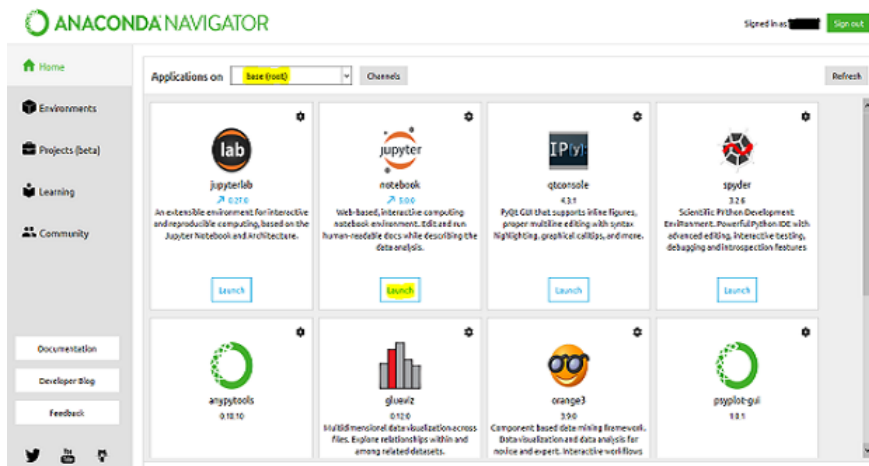 ANACONDA NAVIGATOR
Signed in as
Sign out
Home
Environments
Projects (beta)
Learning
Community
Documentation
Developer Blog
Feedback
Applications on
base (root)
Channels
Refresh
lab
jupyterlab
0.27.0
An extensible environment for interactive
and reproducible computing, based on the
Jupyter Notebook and Architecture.
Launch
jupyter
notebook
5.0.0
Web-based, interactive computing
notebook environment. Edit and run
human-readable docs while describing the
data analysis.
Launch
IP[y]:
qtconsole
4.3.1
PyQt GUI that supports inline figures,
proper multiline editing with syntax
highlighting, graphical calltips, and more.
Launch
spyder
3.2.6
Scientific Python Development
EnviRonment. Powerful Python IDE with
advanced editing, interactive testing,
debugging and introspection features
Launch
anypytools
0.10.10
glueviz
0.12.0
Multidimensional data visualization across
files. Explore relationships within and
among related datasets.
orange3
3.9.0
Component based data mining framework.
Data visualization and data analysis for
novice and expert. Interactive workflows
psyplot-gui
1.0.1
You
Tube